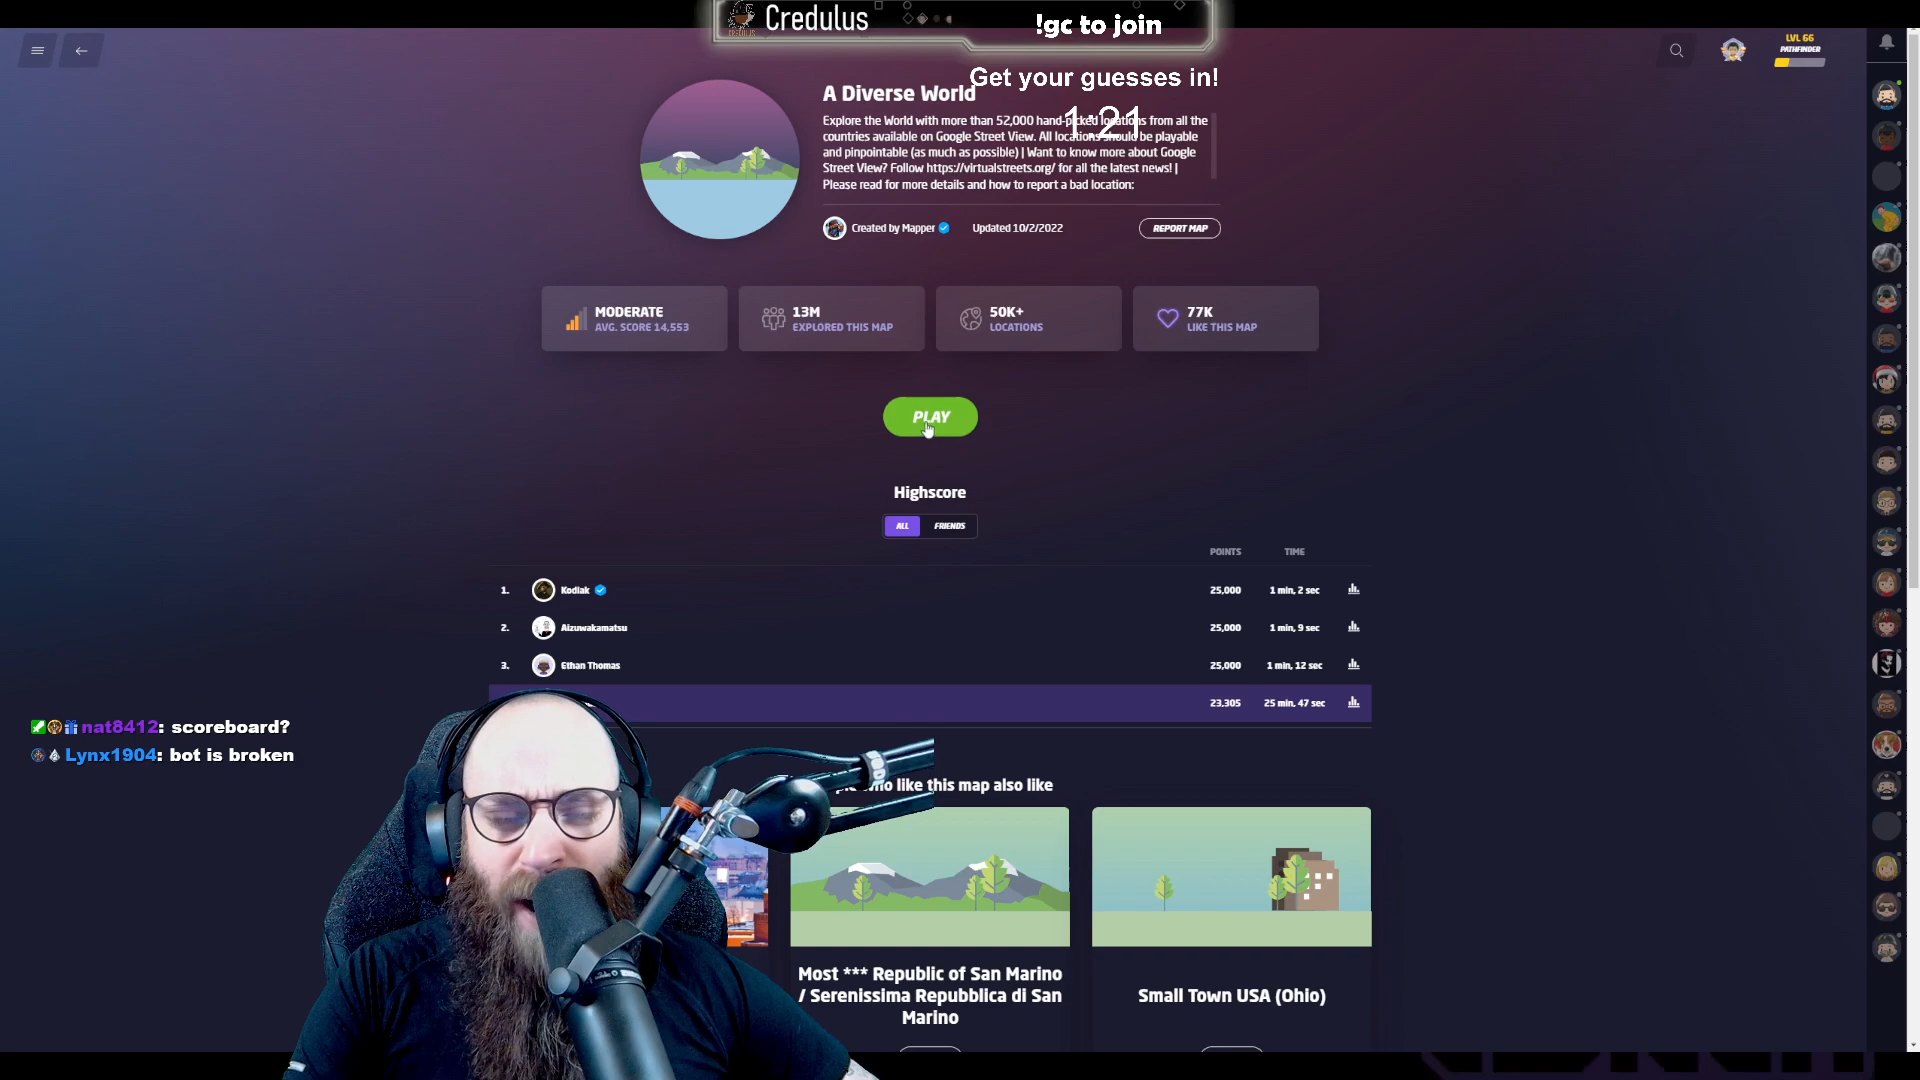 Credulus
!gc to join
LVL 66
PATHFINDER
Get your guesses in!
1:21
A Diverse World
Explore the World with more than 52,000 hand-picked locations from all the
countries available on Google Street View. All locations should be playable
and pinpointable (as much as possible) | Want to know more about Google
Street View? Follow https://virtualstreets.org/ for all the latest news! |
Please read for more details and how to report a bad location:
Created by Mapper
Updated 10/2/2022
REPORT MAP
MODERATE
AVG. SCORE 14,553
13M
EXPLORED THIS MAP
50K+
LOCATIONS
77K
LIKE THIS MAP
PLAY
Highscore
ALL
FRIENDS
POINTS TIME
1. Kodiak 25,000 1 min, 2 sec
2. Aizuwakamatsu 25,000 1 min, 9 sec
3. Ethan Thomas 25,000 1 min, 12 sec
23,305 25 min, 47 sec
nat8412: scoreboard?
Lynx1904: bot is broken
like this map also like
Most *** Republic of San Marino
/ Serenissima Repubblica di San
Marino
Small Town USA (Ohio)